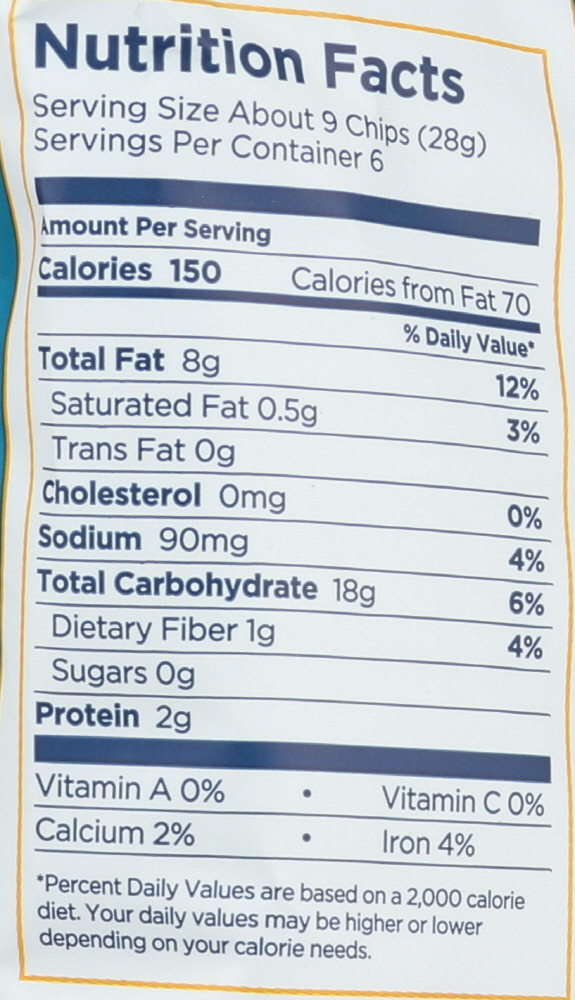 Nutrition Facts
Serving Size About 9 Chips (28g)
Servings Per Container 6
Amount Per Serving
Calories 150 Calories from Fat 70
% Daily Value*
Total Fat 8g 12%
Saturated Fat 0.5g 3%
Trans Fat 0g
Cholesterol 0mg 0%
Sodium 90mg 4%
Total Carbohydrate 18g 6%
Dietary Fiber 1g 4%
Sugars 0g
Protein 2g
Vitamin A 0% • Vitamin C 0%
Calcium 2% • Iron 4%
*Percent Daily Values are based on a 2,000 calorie
diet. Your daily values may be higher or lower
depending on your calorie needs.